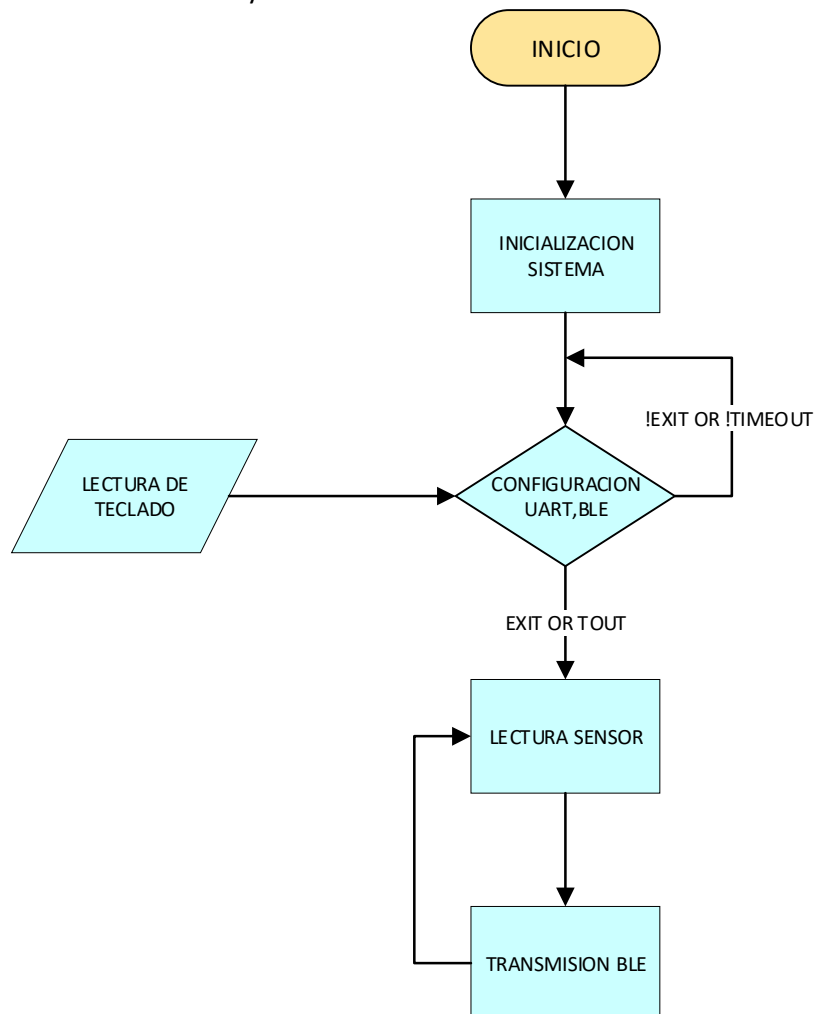 INICIO
INICIALIZACION
SISTEMA
!EXIT OR !TIMEOUT
LECTURA DE
TECLADO
CONFIGURACION
UART,BLE
EXIT OR TOUT
LECTURA SENSOR
TRANSMISION BLE